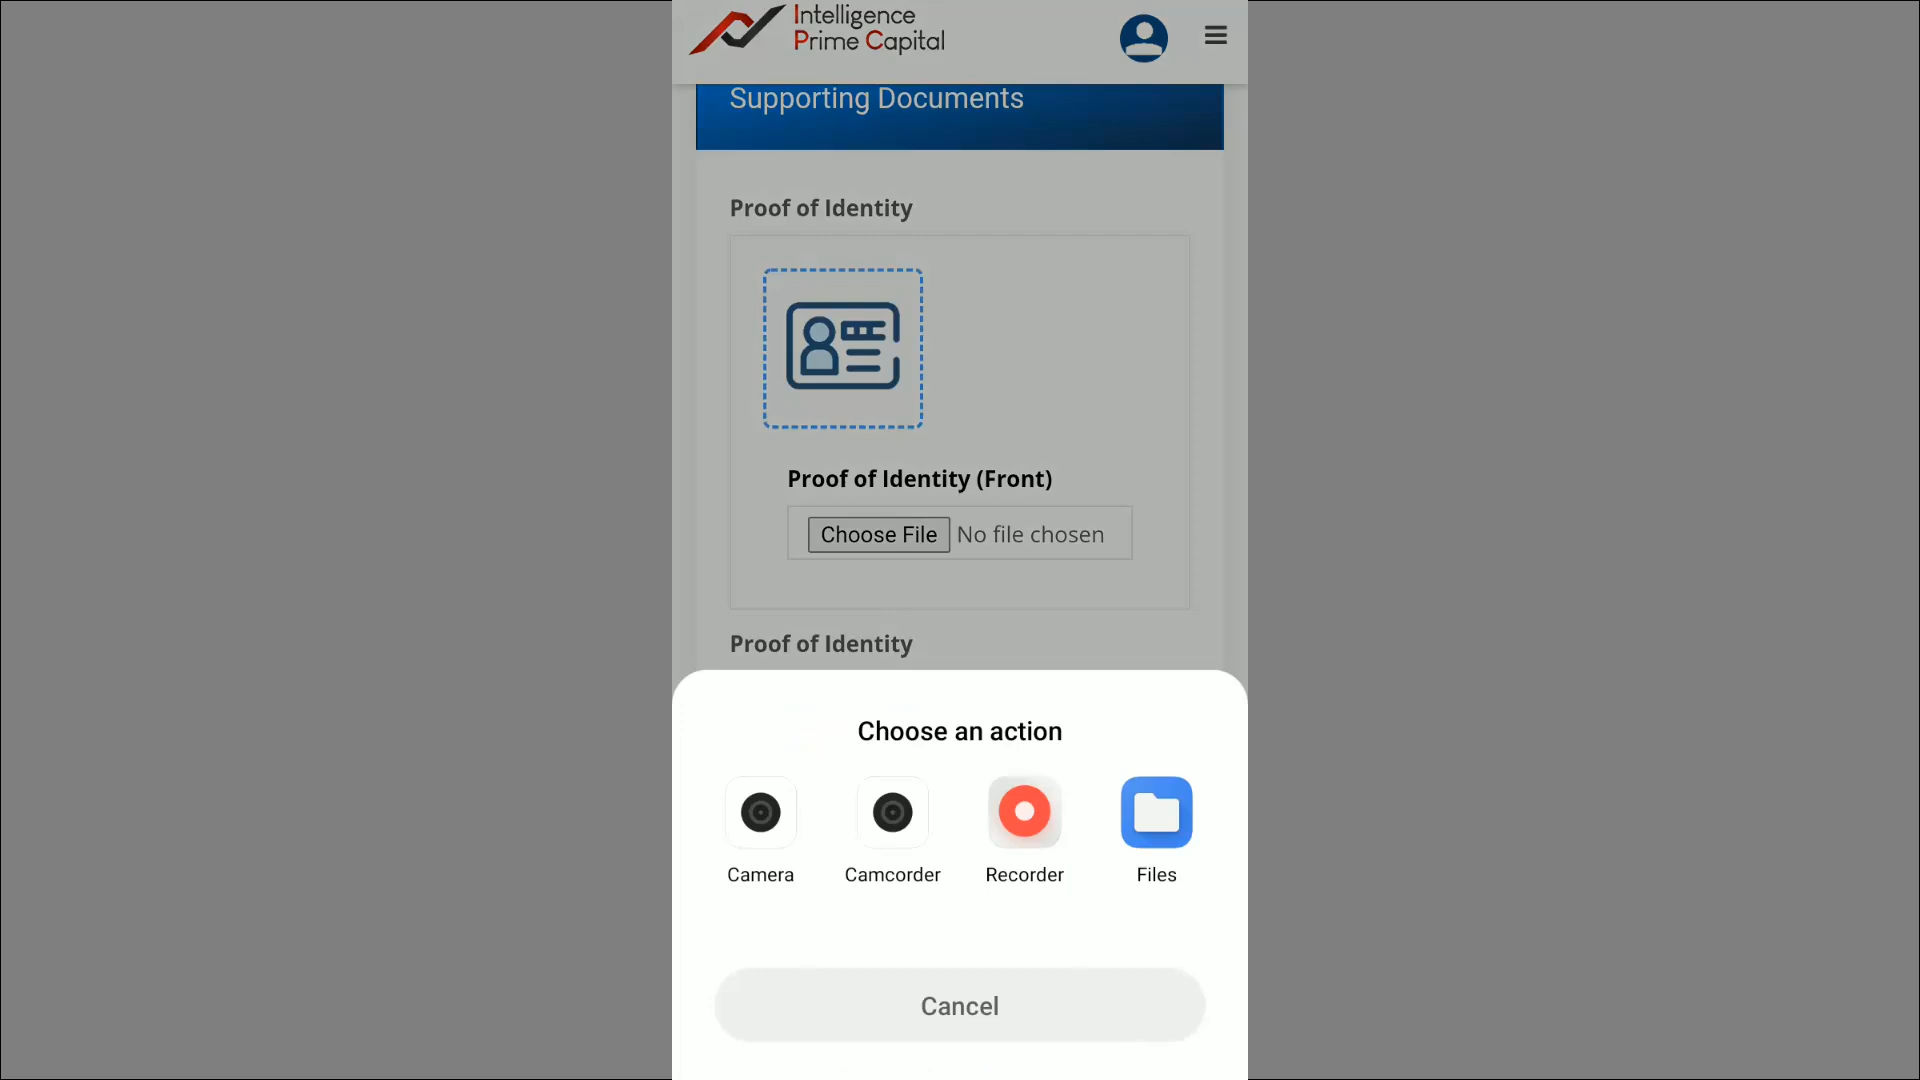 Intelligence
Prime Capital
Supporting Documents
Proof of Identity
Proof of Identity (Front)
Choose File No file chosen
Proof of Identity
Choose an action
Camera Camcorder Recorder Files
Cancel